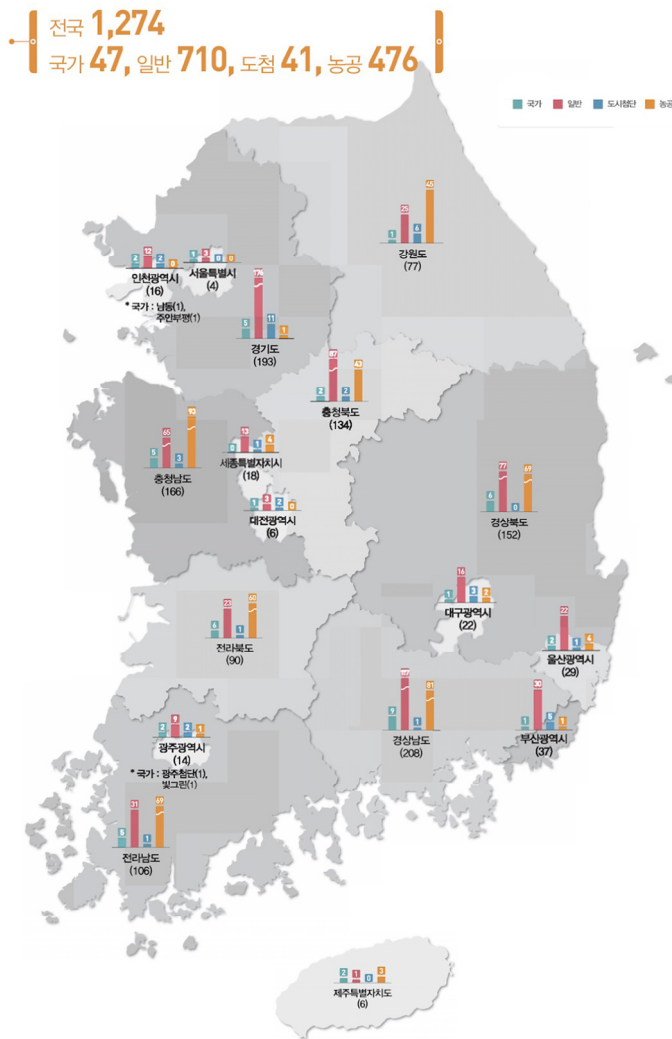 전국 1,274
국가 47, 일반 710, 도첨 41, 농공 476
국가 일반 도시첨단 농공
1 25 6 45
강원도
(77)
2 12 2 0
인천광역시
(16)
* 국가 : 남동(1),
주안부평(1)
1 3 0 0
서울특별시
(4)
5 176 11 1
경기도
(193)
2 87 2 43
충청북도
(134)
5 65 3 93
충청남도
(166)
0 13 1 4
세종특별자치시
(18)
1 3 2 0
대전광역시
(6)
6 77 0 69
경상북도
(152)
1 16 3 2
대구광역시
(22)
2 22 1 4
울산광역시
(29)
6 23 1 60
전라북도
(90)
9 1 81
경상남도
(208)
1 30 5 1
부산광역시
(37)
2 9 2 1
광주광역시
(14)
* 국가 : 광주첨단(1),
빛그린(1)
5 31 1 69
전라남도
(106)
2 1 0 3
제주특별자치도
(6)